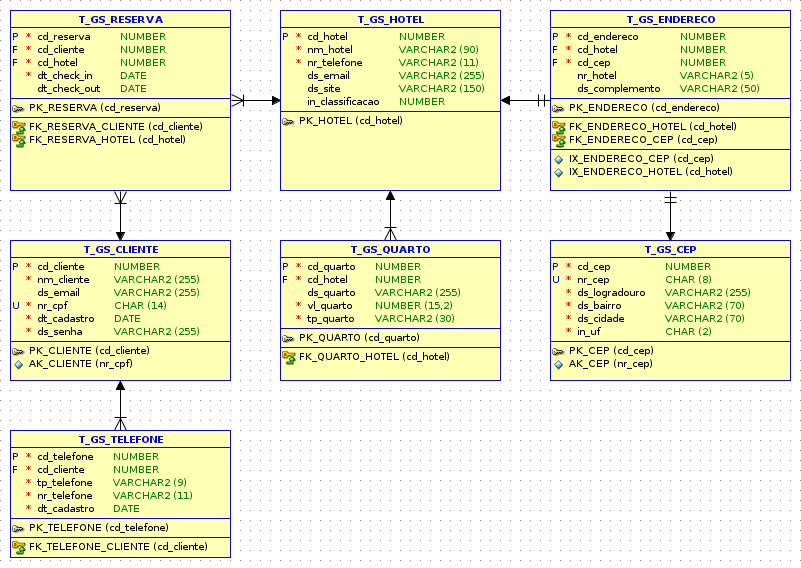 T_GS_RESERVA
P * cd_reserva NUMBER
F * cd_cliente NUMBER
F * cd_hotel NUMBER
* dt_check_in DATE
dt_check_out DATE
PK_RESERVA (cd_reserva)
FK_RESERVA_CLIENTE (cd_cliente)
FK_RESERVA_HOTEL (cd_hotel)
T_GS_HOTEL
P * cd_hotel NUMBER
* nm_hotel VARCHAR2 (90)
* nr_telefone VARCHAR2 (11)
ds_email VARCHAR2 (255)
ds_site VARCHAR2 (150)
in_classificacao NUMBER
PK_HOTEL (cd_hotel)
T_GS_ENDERECO
P * cd_endereco NUMBER
F * cd_hotel NUMBER
F * cd_cep NUMBER
nr_hotel VARCHAR2 (5)
ds_complemento VARCHAR2 (50)
PK_ENDERECO (cd_endereco)
FK_ENDERECO_HOTEL (cd_hotel)
FK_ENDERECO_CEP (cd_cep)
IX_ENDERECO_CEP (cd_cep)
IX_ENDERECO_HOTEL (cd_hotel)
T_GS_CLIENTE
P * cd_cliente NUMBER
* nm_cliente VARCHAR2 (255)
ds_email VARCHAR2 (255)
U * nr_cpf CHAR (14)
* dt_cadastro DATE
* ds_senha VARCHAR2 (255)
PK_CLIENTE (cd_cliente)
AK_CLIENTE (nr_cpf)
T_GS_QUARTO
P * cd_quarto NUMBER
F * cd_hotel NUMBER
ds_quarto VARCHAR2 (255)
* vl_quarto NUMBER (15,2)
* tp_quarto VARCHAR2 (30)
PK_QUARTO (cd_quarto)
FK_QUARTO_HOTEL (cd_hotel)
T_GS_CEP
P * cd_cep NUMBER
U * nr_cep CHAR (8)
* ds_logradouro VARCHAR2 (255)
* ds_bairro VARCHAR2 (70)
* ds_cidade VARCHAR2 (70)
* in_uf CHAR (2)
PK_CEP (cd_cep)
AK_CEP (nr_cep)
T_GS_TELEFONE
P * cd_telefone NUMBER
F * cd_cliente NUMBER
* tp_telefone VARCHAR2 (9)
* nr_telefone VARCHAR2 (11)
* dt_cadastro DATE
PK_TELEFONE (cd_telefone)
FK_TELEFONE_CLIENTE (cd_cliente)